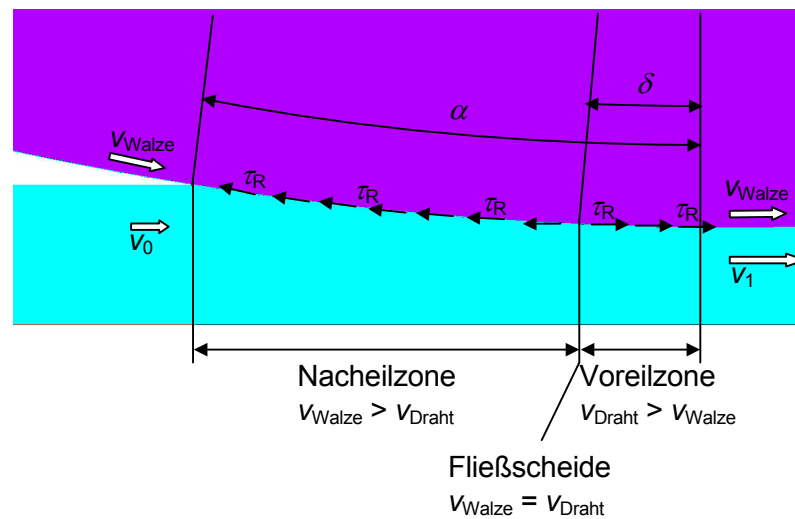 δ
α
vWalze
τR τR τR τR τR
vWalze
v0
v1
Nacheilzone
vWalze > vDraht
Voreilzone
vDraht > vWalze
Fließscheide
vWalze = vDraht